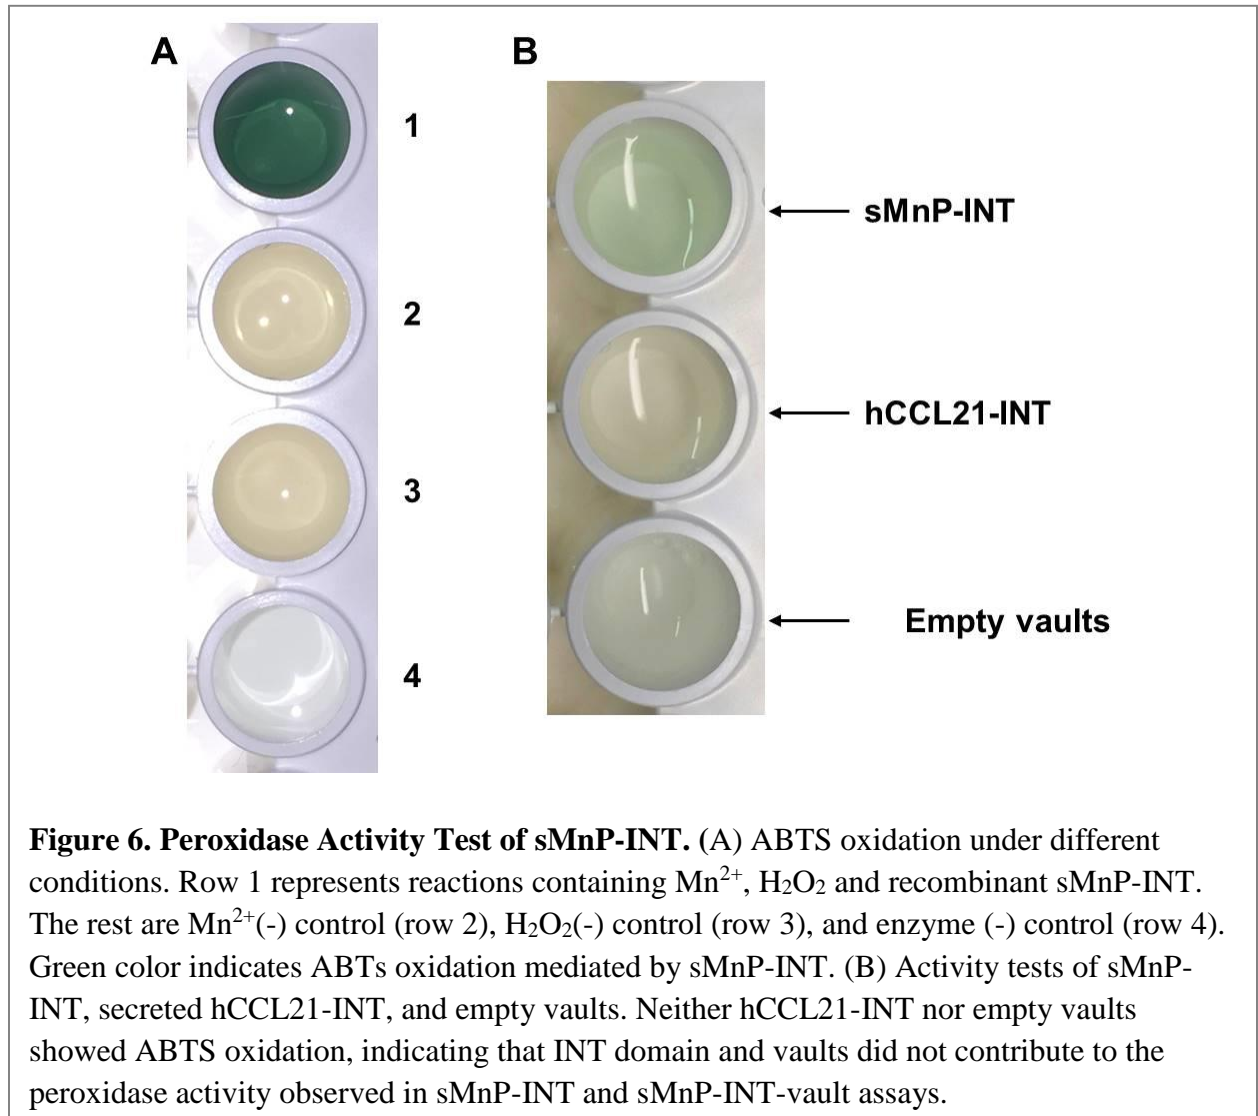 A
B
1
sMnP-INT
2
hCCL21-INT
3
Empty vaults
4
Figure 6. Peroxidase Activity Test of sMnP-INT. (A) ABTS oxidation under different
conditions. Row 1 represents reactions containing Mn²⁺, H₂O₂ and recombinant sMnP-INT.
The rest are Mn²⁺(-) control (row 2), H₂O₂(-) control (row 3), and enzyme (-) control (row 4).
Green color indicates ABTs oxidation mediated by sMnP-INT. (B) Activity tests of sMnP-
INT, secreted hCCL21-INT, and empty vaults. Neither hCCL21-INT nor empty vaults
showed ABTS oxidation, indicating that INT domain and vaults did not contribute to the
peroxidase activity observed in sMnP-INT and sMnP-INT-vault assays.